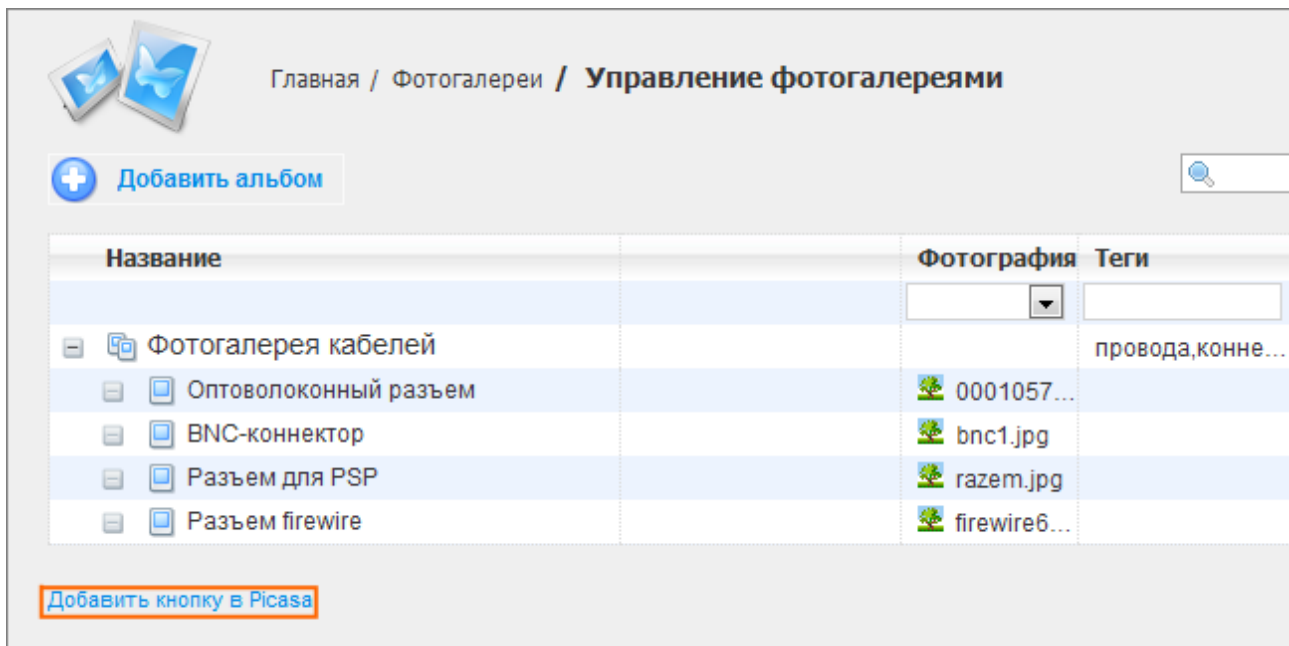 Главная / Фотогалереи / Управление фотогалереями
Добавить альбом
Название Фотография Теги
Фотогалерея кабелей провода,конне...
Оптоволоконный разъем 0001057...
BNC-коннектор bnc1.jpg
Разъем для PSP razem.jpg
Разъем firewire firewire6...
Добавить кнопку в Picasa